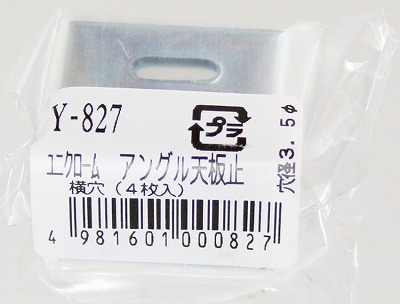 Y-827
プラ
ユニクローム アングル天板止
横穴(4枚入)
穴径3.5φ
4 981601 000827